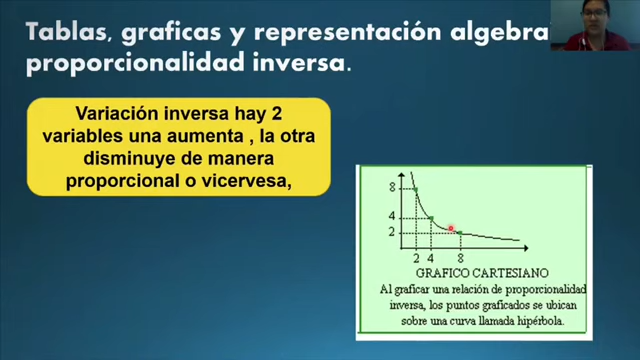 Tablas, graficas y representación algebra
proporcionalidad inversa.
Variación inversa hay 2
variables una aumenta , la otra
disminuye de manera
proporcional o vicervesa,
8
4
2
2 4 8
GRAFICO CARTESIANO
Al graficar una relación de proporcionalidad
inversa, los puntos graficados se ubican
sobre una curva llamada hipérbola.